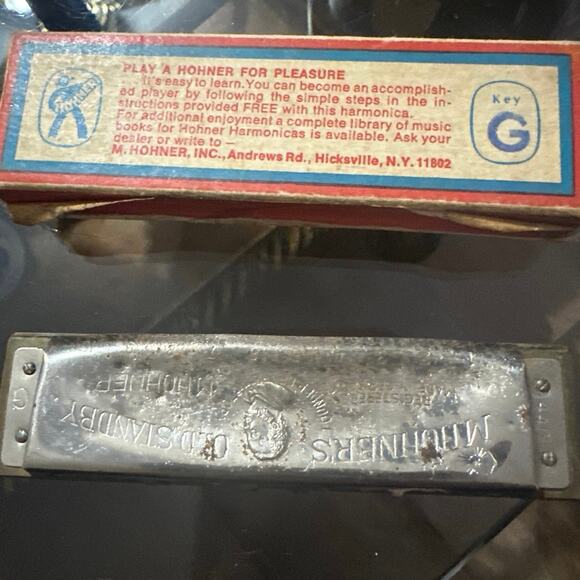 HOHNER
PLAY A HOHNER FOR PLEASURE
... It's easy to learn. You can become an accomplish-
ed player by following the simple steps in the in-
structions provided FREE with this harmonica.
For additional enjoyment a complete library of music
books for Hohner Harmonicas is available. Ask your
dealer or write to —
M. HOHNER, INC., Andrews Rd., Hicksville, N.Y. 11802
Key
G
M. HOHNER'S OLD STANDBY
M. HOHNER
REGISTERED
G